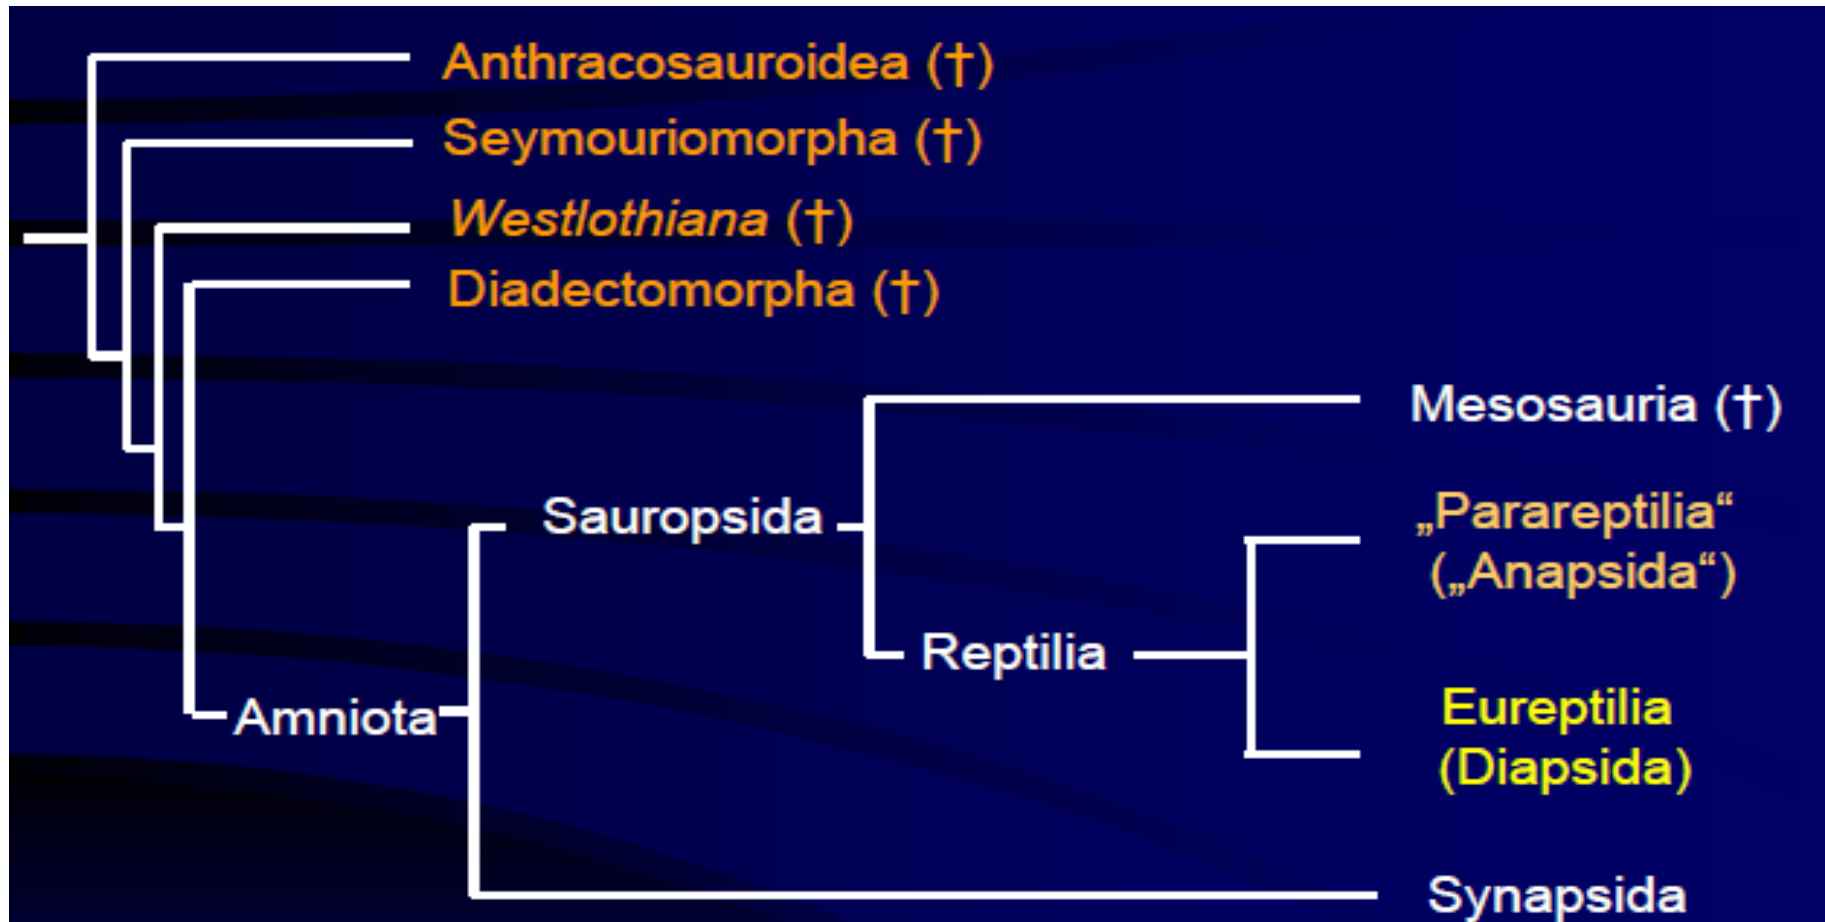 Anthracosauroidea (†)
Seymouriomorpha (†)
Westlothiana (†)
Diadectomorpha (†)
Mesosauria (†)
Sauropsida
„Parareptilia“
(„Anapsida“)
Reptilia
Amniota
Eureptilia
(Diapsida)
Synapsida